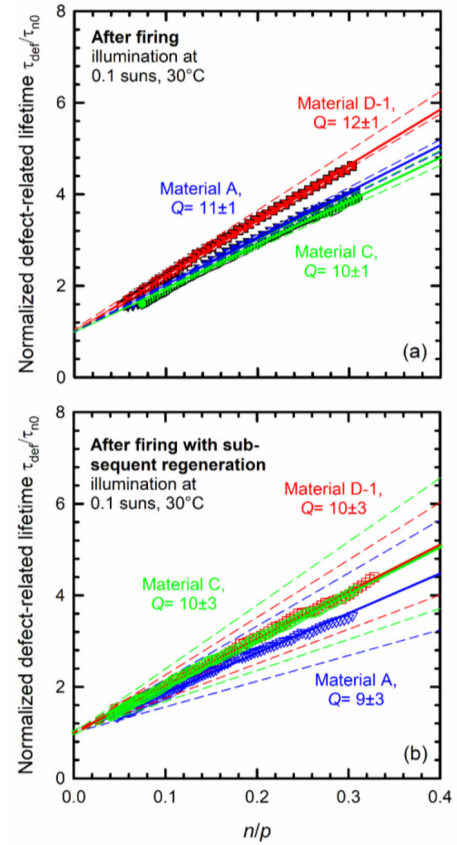 8
After firing
illumination at
0.1 suns, 30°C
6
Material D-1,
Q= 12±1
Material A,
Q= 11±1
4
Material C,
Q= 10±1
2
(a)
0
Normalized defect-related lifetime τdef/τn0
8
After firing with sub-
sequent regeneration
illumination at
0.1 suns, 30°C
6
Material D-1,
Q= 10±3
Material C,
Q= 10±3
4
Material A,
Q= 9±3
2
(b)
0
Normalized defect-related lifetime τdef/τn0
0.0 0.1 0.2 0.3 0.4
n/p